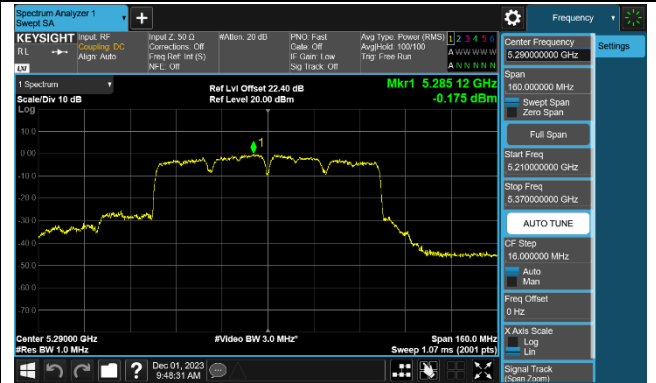 Spectrum Analyzer 1
Swept SA
+
Frequency
KEYSIGHT
RL
Input: RF
Coupling: DC
Align: Auto
Input Z: 50 Ω
Corrections: Off
Freq Ref: Int (S)
NFE: Off
#Atten: 20 dB
PNO: Fast
Gate: Off
IF Gain: Low
Sig Track: Off
Avg Type: Power (RMS)
Avg|Hold: 100/100
Trig: Free Run
1 2 3 4 5 6
A W W W W W
A N N N N N
LXI
1 Spectrum
Scale/Div 10 dB
Log
Ref Lvl Offset 22.40 dB
Ref Level 20.00 dBm
Mkr1 5.285 12 GHz
-0.175 dBm
1
10.0
0.00
-10.0
-20.0
-30.0
-40.0
-50.0
-60.0
-70.0
Center 5.29000 GHz
#Res BW 1.0 MHz
#Video BW 3.0 MHz*
Span 160.0 MHz
Sweep 1.07 ms (2001 pts)
Center Frequency
5.290000000 GHz
Settings
Span
160.000000 MHz
Swept Span
Zero Span
Full Span
Start Freq
5.210000000 GHz
Stop Freq
5.370000000 GHz
AUTO TUNE
CF Step
16.000000 MHz
Auto
Man
Freq Offset
0 Hz
X Axis Scale
Log
Lin
Signal Track
(Span Zoom)
?
Dec 01, 2023
9:48:31 AM